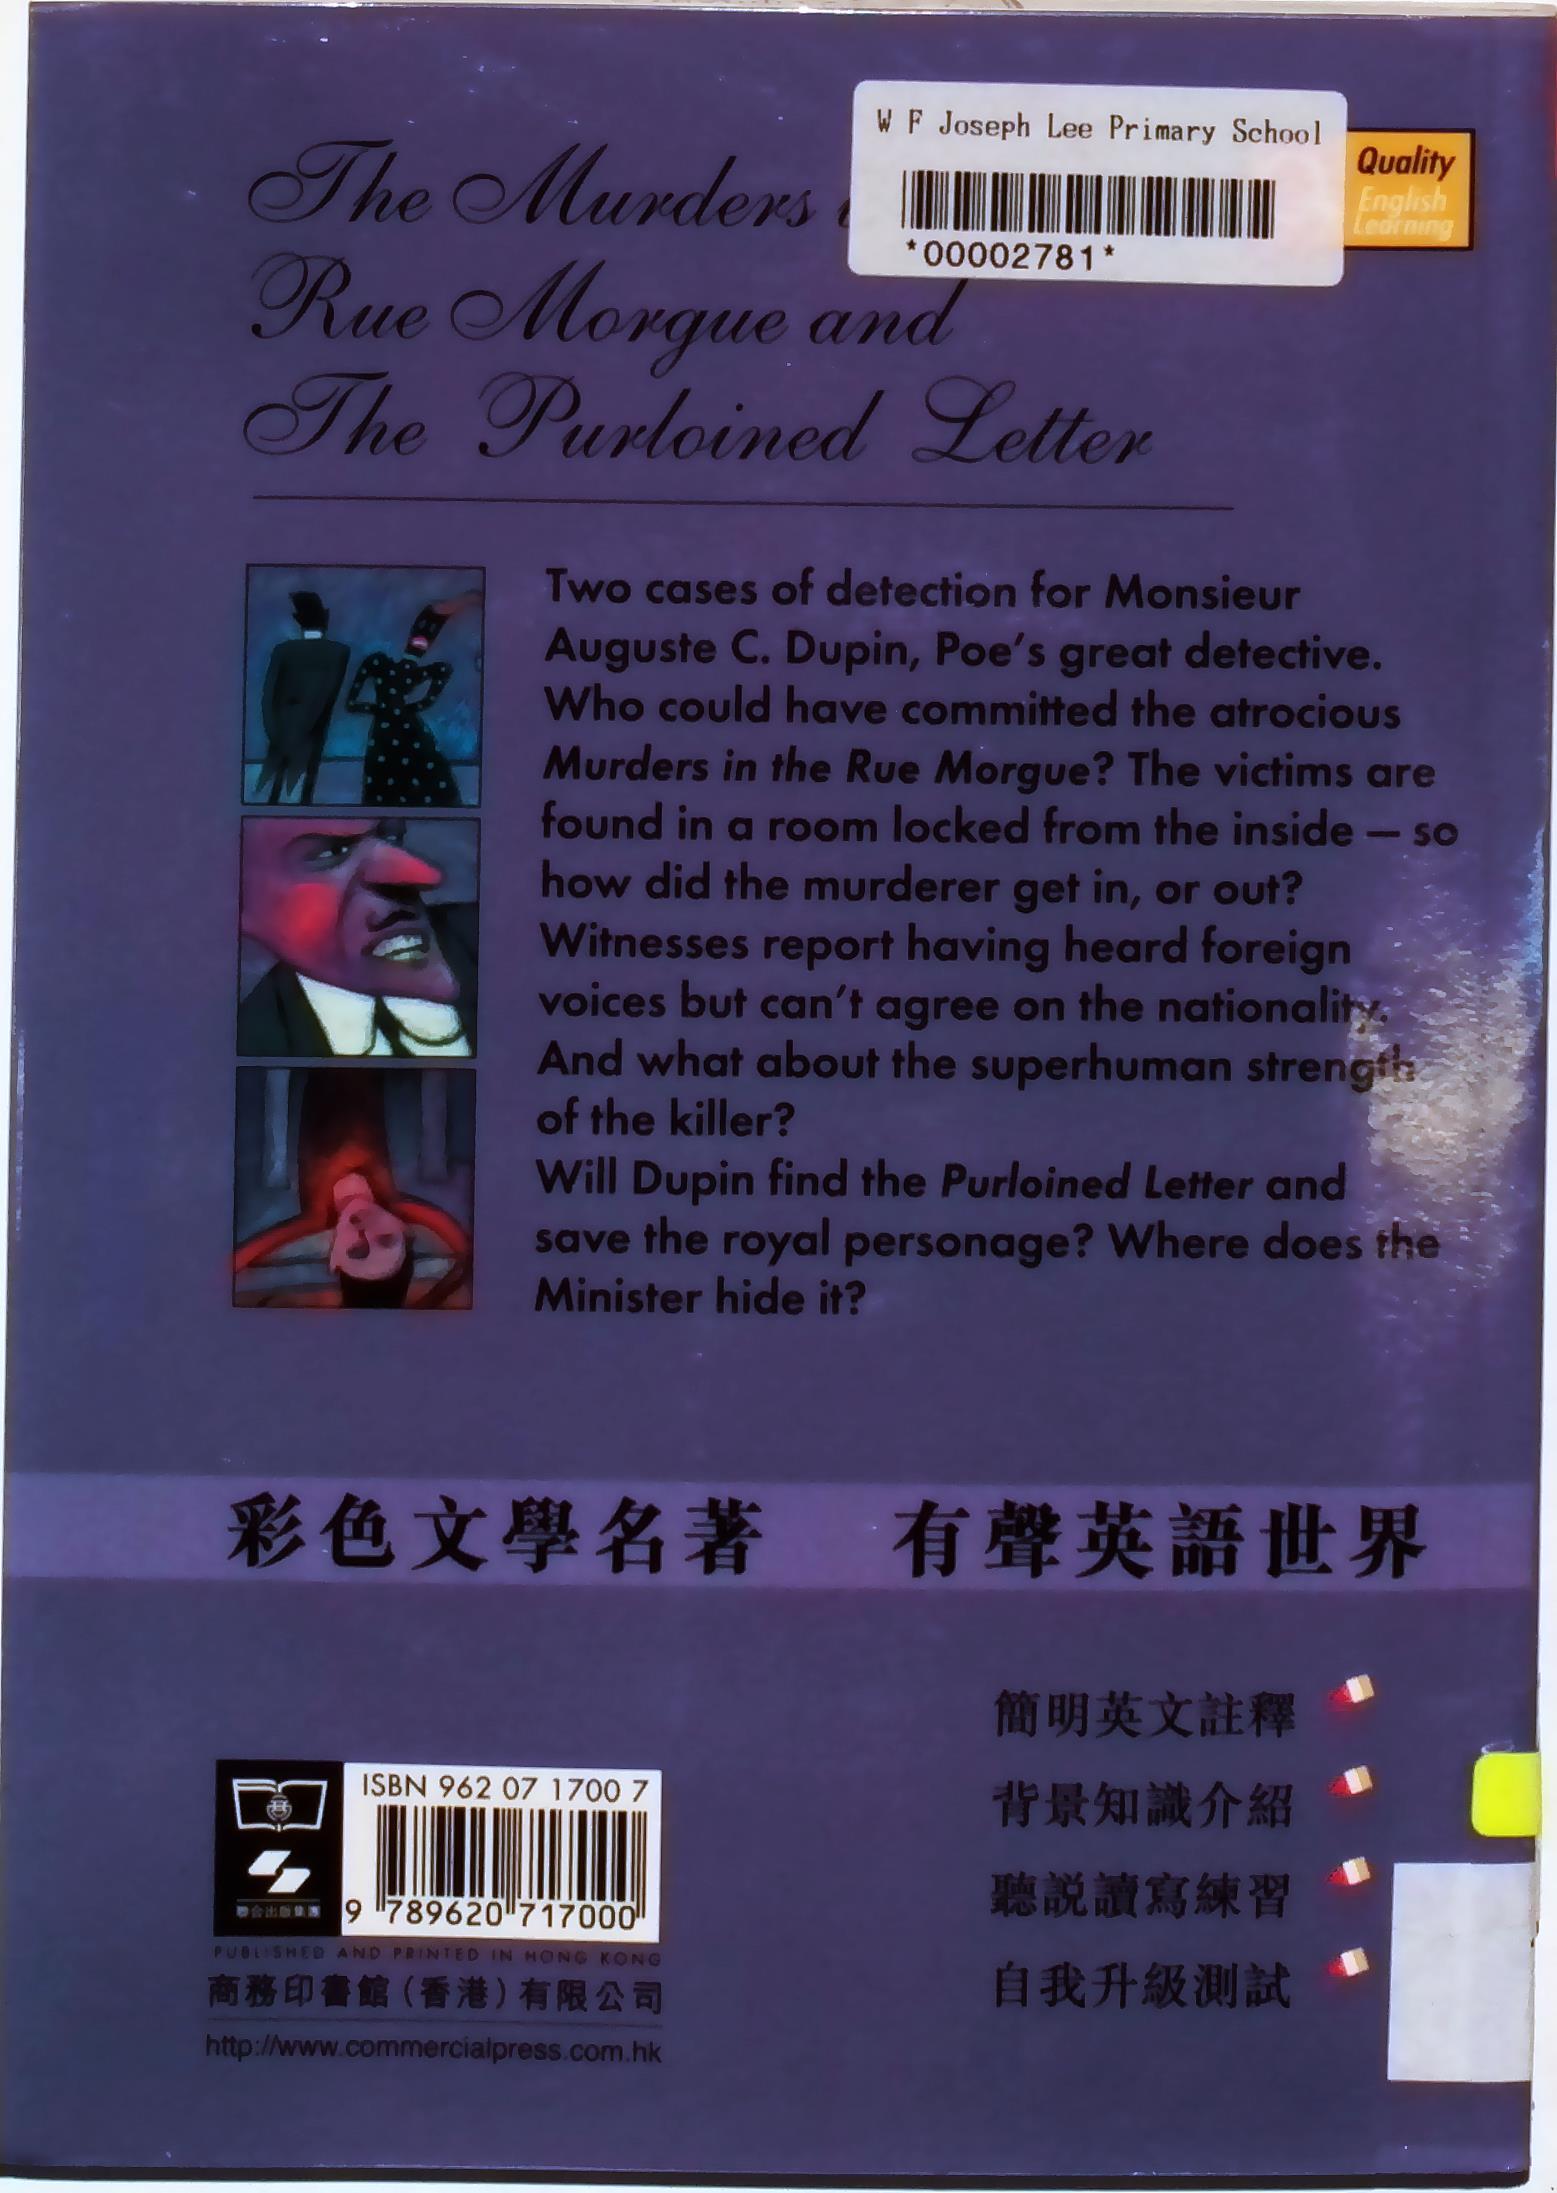 W F Joseph Lee Primary School
*00002781*
Quality
English
Learning
The Murders
Rue Morgue and
The Purloined Letter
Two cases of detection for Monsieur
Auguste C. Dupin, Poe's great detective.
Who could have committed the atrocious
Murders in the Rue Morgue? The victims are
found in a room locked from the inside — so
how did the murderer get in, or out?
Witnesses report having heard foreign
voices but can't agree on the nationality.
And what about the superhuman strength
of the killer?
Will Dupin find the Purloined Letter and
save the royal personage? Where does the
Minister hide it?
彩色文學名著 有聲英語世界
簡明英文註釋
背景知識介紹
聽説讀寫練習
自我升級測試
ISBN 962 07 1700 7
9 789620 717000
聯合出版集團
PUBLISHED AND PRINTED IN HONG KONG
商務印書館（香港）有限公司
http://www.commercialpress.com.hk